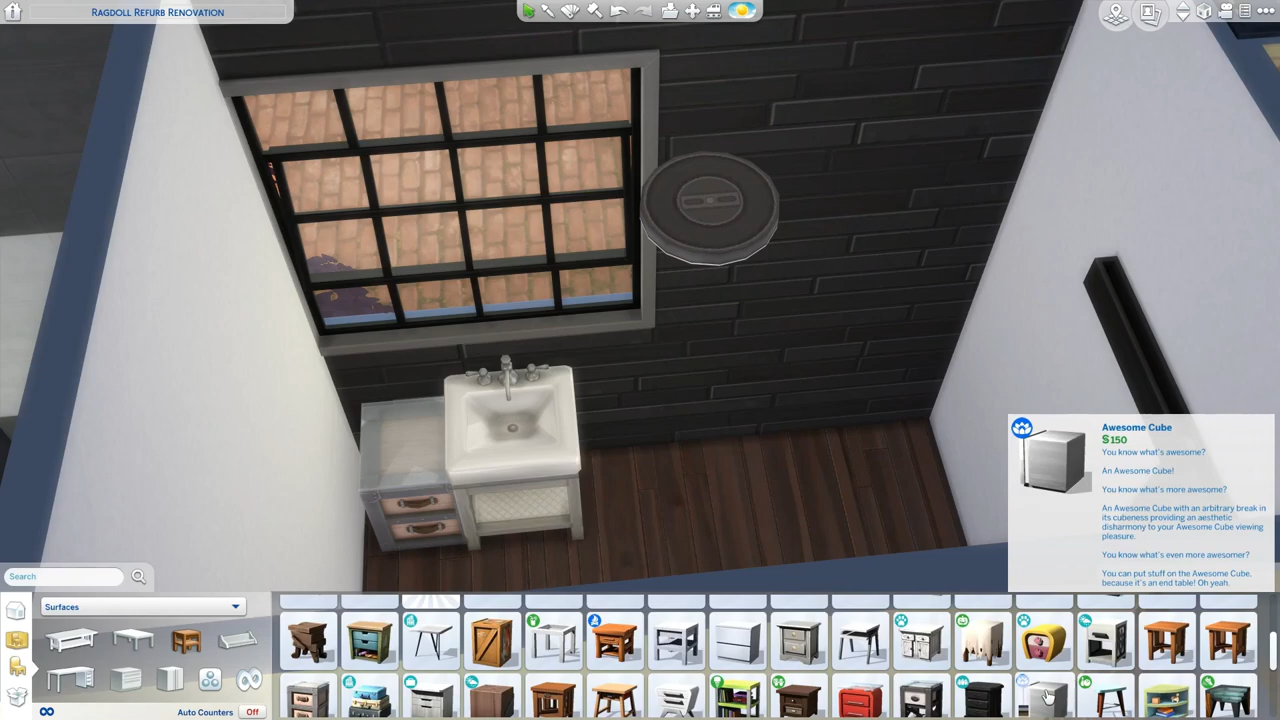 RAGDOLL REFURB RENOVATION
Awesome Cube
§150
You know what's awesome?
An Awesome Cube!
You know what's more awesome?
An Awesome Cube with an arbitrary break in
its cubeness providing an aesthetic
disharmony to your Awesome Cube viewing
pleasure.
You know what's even more awesomer?
You can put stuff on the Awesome Cube,
because it's an end table! Oh yeah.
Search
Surfaces
Auto Counters Off